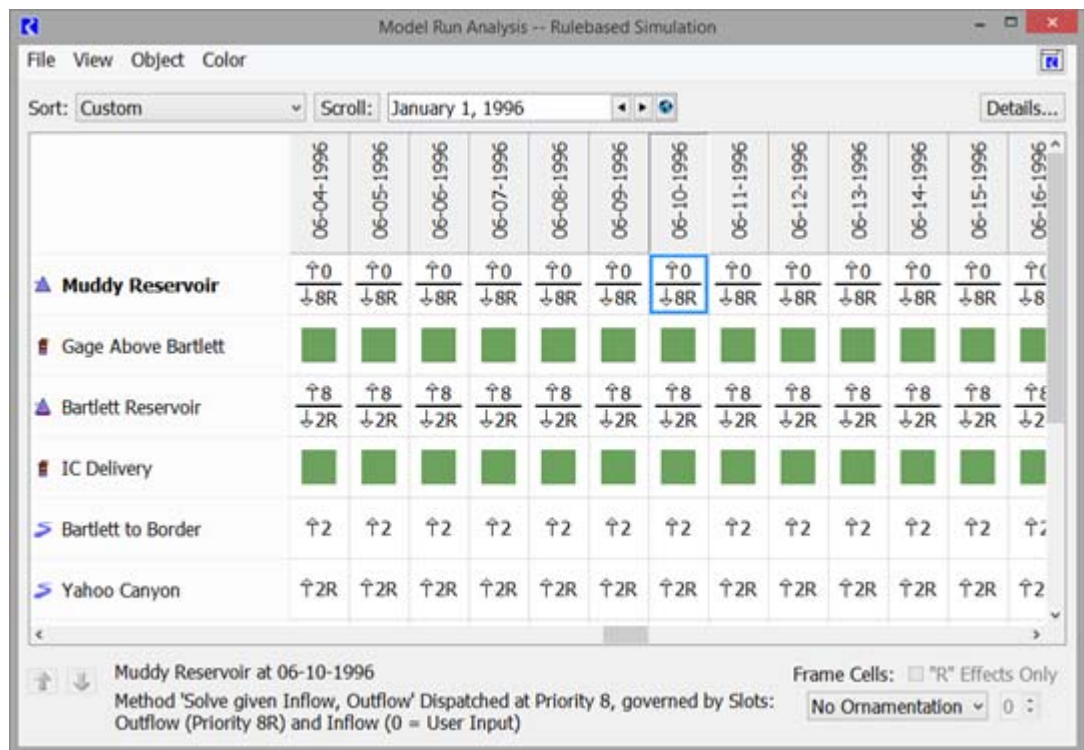 Model Run Analysis -- Rulebased Simulation
File View Object Color
Sort: Custom Scroll: January 1, 1996 Details...
06-04-1996 06-05-1996 06-06-1996 06-07-1996 06-08-1996 06-09-1996 06-10-1996 06-11-1996 06-12-1996 06-13-1996 06-14-1996 06-15-1996 06-16-1996
↑0 ↑0 ↑0 ↑0 ↑0 ↑0 ↑0 ↑0 ↑0 ↑0 ↑0 ↑0 ↑0
Muddy Reservoir
↓8R ↓8R ↓8R ↓8R ↓8R ↓8R ↓8R ↓8R ↓8R ↓8R ↓8R ↓8R ↓8
Gage Above Bartlett
↑8 ↑8 ↑8 ↑8 ↑8 ↑8 ↑8 ↑8 ↑8 ↑8 ↑8 ↑8 ↑8
Bartlett Reservoir
↓2R ↓2R ↓2R ↓2R ↓2R ↓2R ↓2R ↓2R ↓2R ↓2R ↓2R ↓2R ↓2
IC Delivery
Bartlett to Border ↑2 ↑2 ↑2 ↑2 ↑2 ↑2 ↑2 ↑2 ↑2 ↑2 ↑2 ↑2 ↑2
Yahoo Canyon ↑2R ↑2R ↑2R ↑2R ↑2R ↑2R ↑2R ↑2R ↑2R ↑2R ↑2R ↑2R ↑2
Muddy Reservoir at 06-10-1996
Frame Cells: "R" Effects Only
Method 'Solve given Inflow, Outflow' Dispatched at Priority 8, governed by Slots:
Outflow (Priority 8R) and Inflow (0 = User Input)
No Ornamentation 0